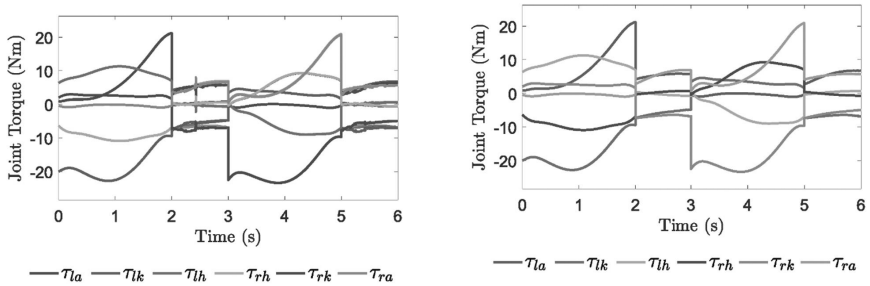 Joint Torque (Nm)
20
10
0
-10
-20
0 1 2 3 4 5 6
Time (s)
τla τlk τlh τrh τrk τra
Joint Torque (Nm)
20
10
0
-10
-20
0 1 2 3 4 5 6
Time (s)
τla τlk τlh τrh τrk τra